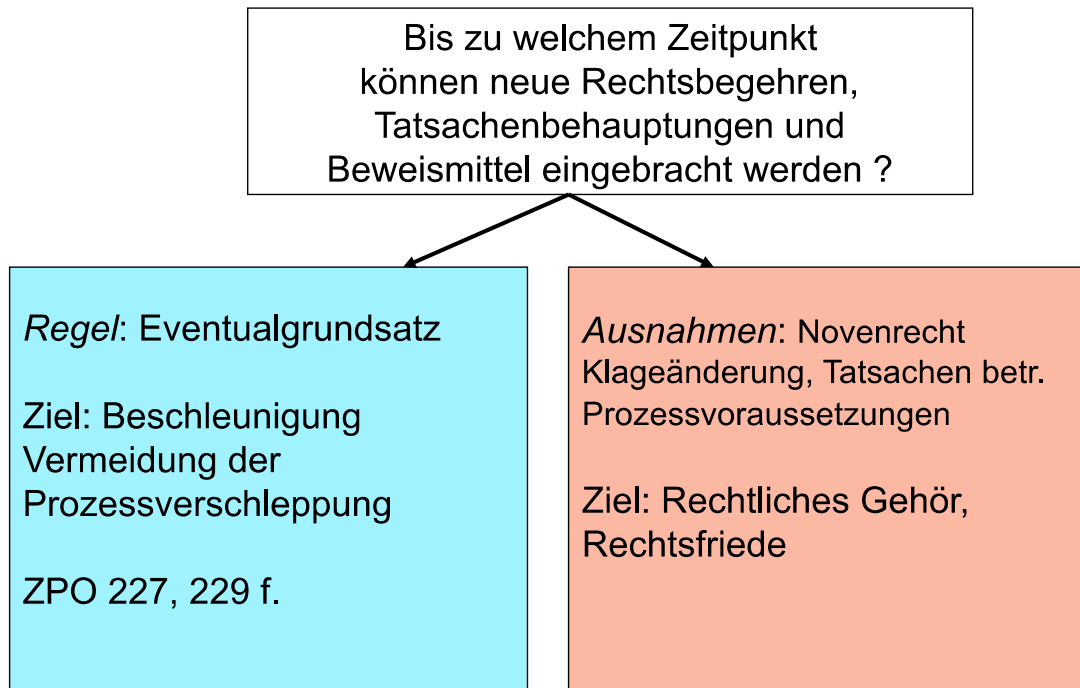 Bis zu welchem Zeitpunkt
können neue Rechtsbegehren,
Tatsachenbehauptungen und
Beweismittel eingebracht werden ?
Regel: Eventualgrundsatz
Ziel: Beschleunigung
Vermeidung der
Prozessverschleppung
ZPO 227, 229 f.
Ausnahmen: Novenrecht
Klageänderung, Tatsachen betr.
Prozessvoraussetzungen
Ziel: Rechtliches Gehör,
Rechtsfriede